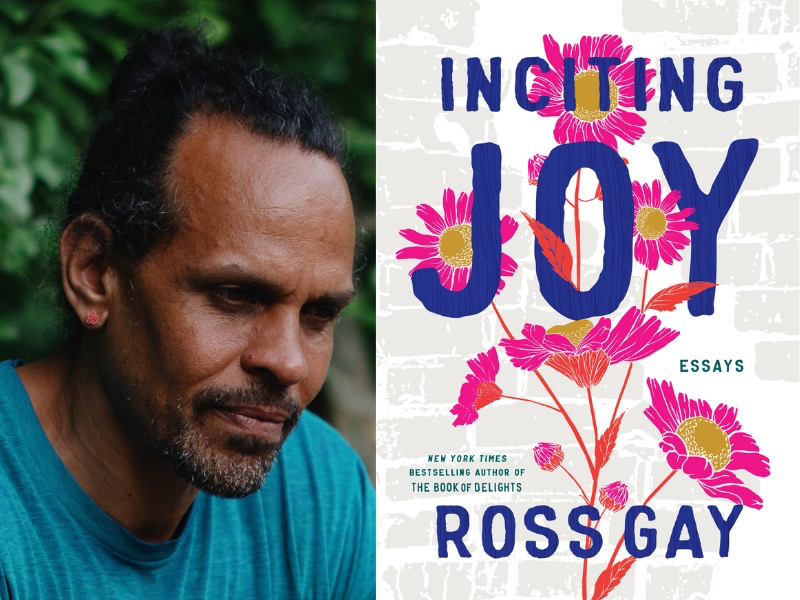 INCITING
JOY
ESSAYS
NEW YORK TIMES
BESTSELLING AUTHOR OF
THE BOOK OF DELIGHTS
ROSS GAY